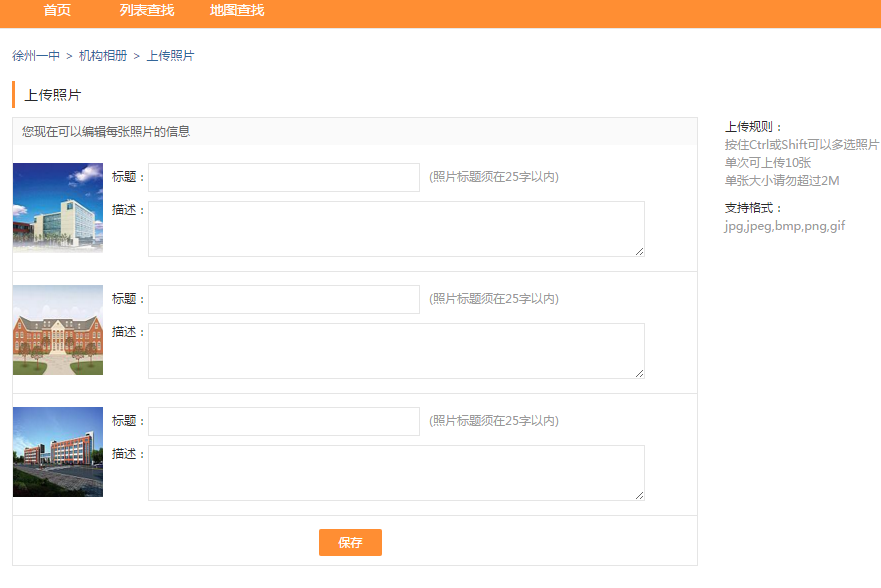 首页 列表查找 地图查找
徐州一中 > 机构相册 > 上传照片
上传照片
您现在可以编辑每张照片的信息
标题： (照片标题须在25字以内)
描述：
标题： (照片标题须在25字以内)
描述：
标题： (照片标题须在25字以内)
描述：
保存
上传规则：
按住Ctrl或Shift可以多选照片
单次可上传10张
单张大小请勿超过2M
支持格式：
jpg,jpeg,bmp,png,gif